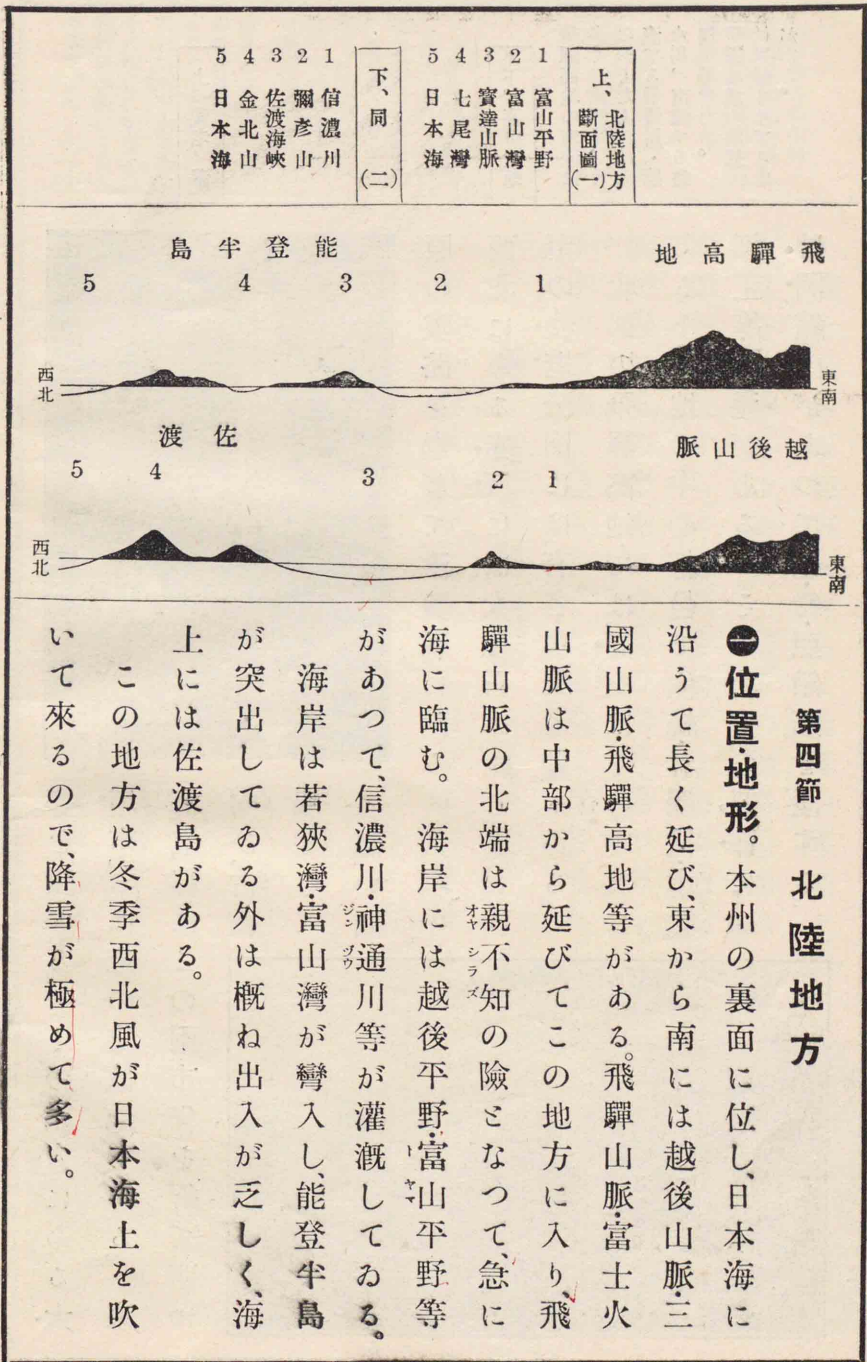 上、北陸地方
斷面圖(一)
1 富山平野
2 富山灣
3 寶達山脈
4 七尾灣
5 日本海
下、同 (二)
1 信濃川
2 彌彥山
3 佐渡海峽
4 金北山
5 日本海
飛驒高地
能登半島
1
2
3
4
5
東南
西北
越後山脈
佐渡
1
2
3
4
5
東南
西北
第四節 北陸地方
㊀位置・地形。本州の裏面に位し、日本海に
沿うて長く延び、東から南には越後山脈・三
國山脈・飛驒高地等がある。飛驒山脈・富士火
山脈は中部から延びてこの地方に入り、飛
驒山脈の北端は親不知の險となつて、急に
オヤシラズ
海に臨む。海岸には越後平野・富山平野等
トヤマ
があつて、信濃川・神通川等が灌漑してゐる。
ジンヅウ
海岸は若狹灣・富山灣が彎入し、能登半島
が突出してゐる外は槪ね出入が乏しく、海
上には佐渡島がある。
この地方は冬季西北風が日本海上を吹
いて來るので、降雪が極めて多い。